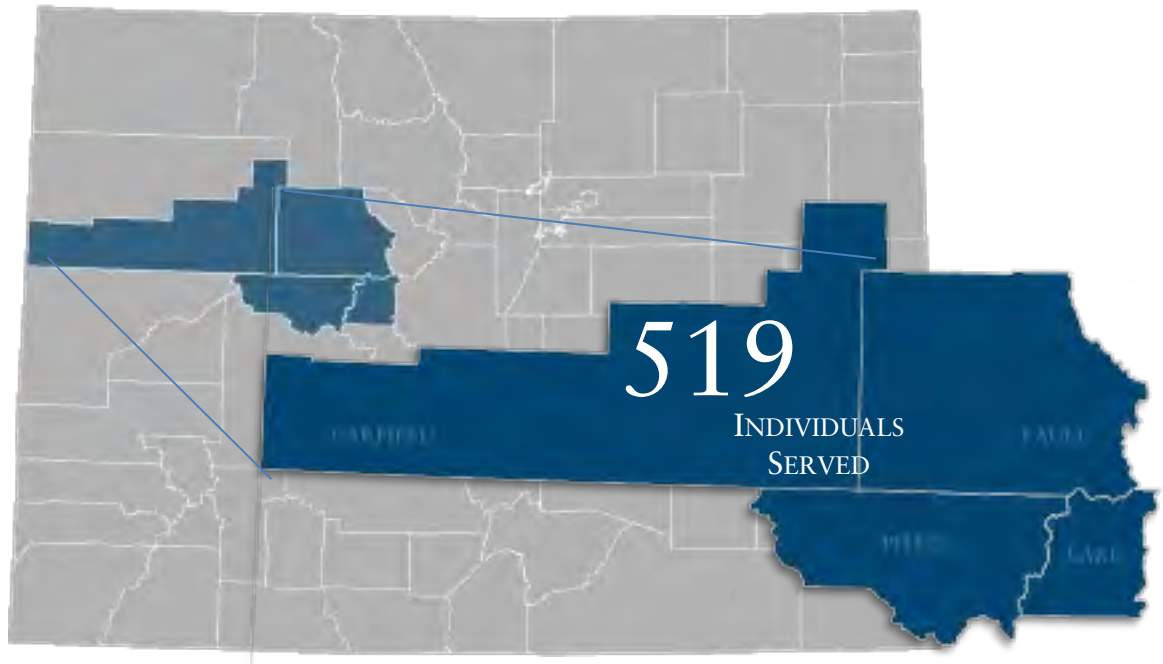 519
INDIVIDUALS
SERVED
GARFIELD
EAGLE
PITKIN
LAKE